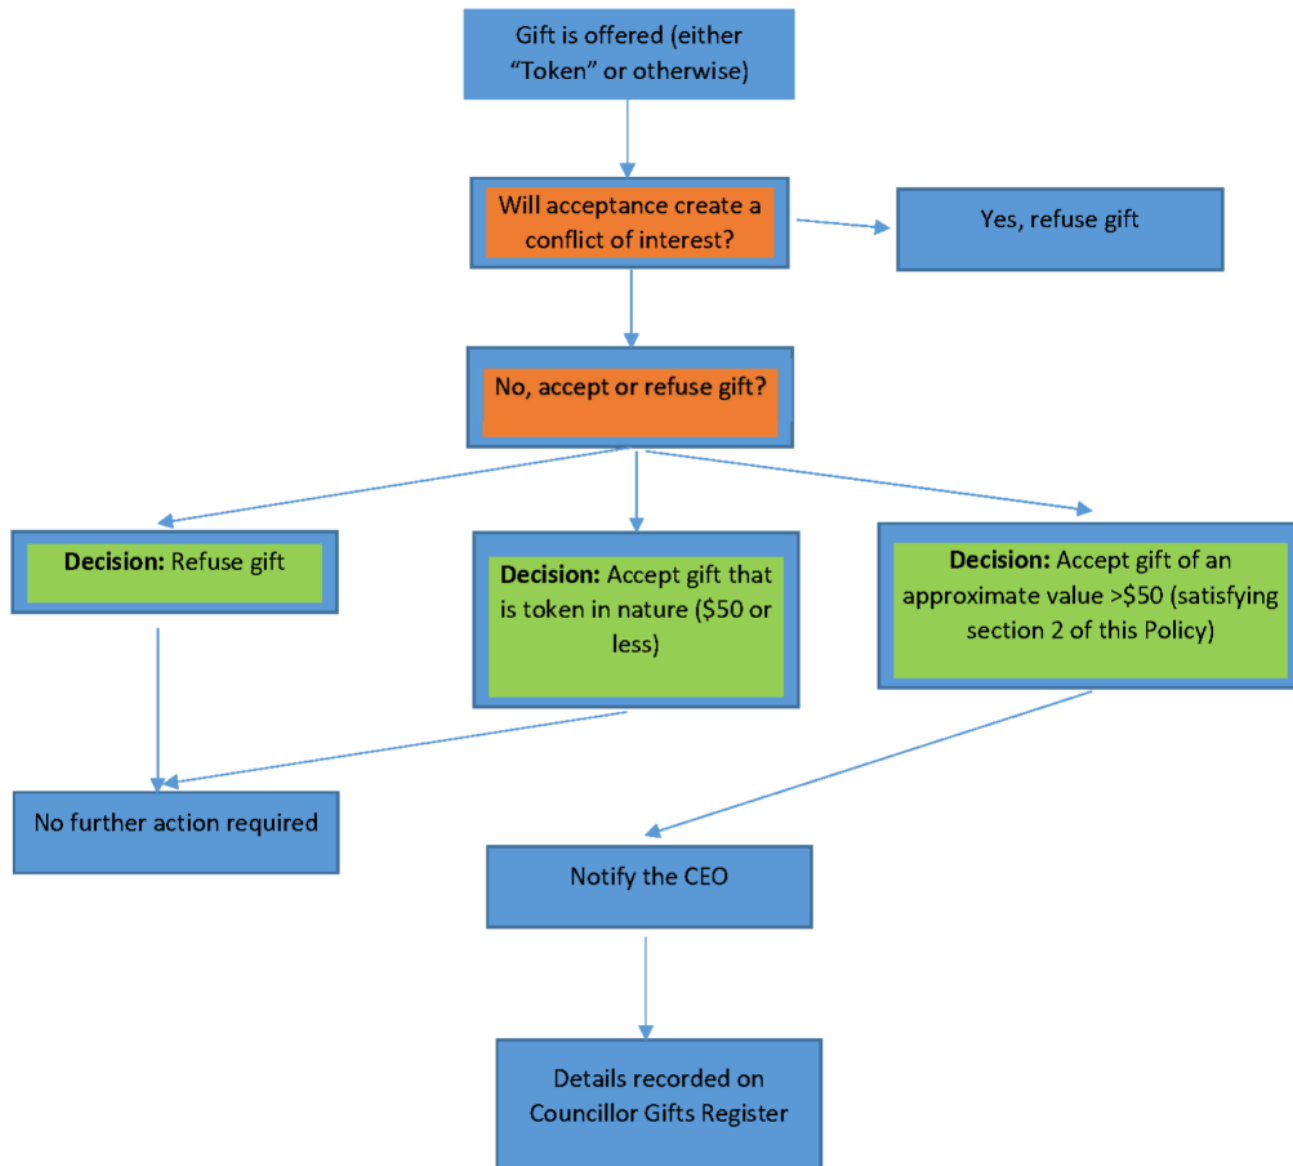 Gift is offered (either
“Token” or otherwise)
Will acceptance create a
conflict of interest?
Yes, refuse gift
No, accept or refuse gift?
Decision: Refuse gift
Decision: Accept gift that
is token in nature ($50 or
less)
Decision: Accept gift of an
approximate value >$50 (satisfying
section 2 of this Policy)
No further action required
Notify the CEO
Details recorded on
Councillor Gifts Register